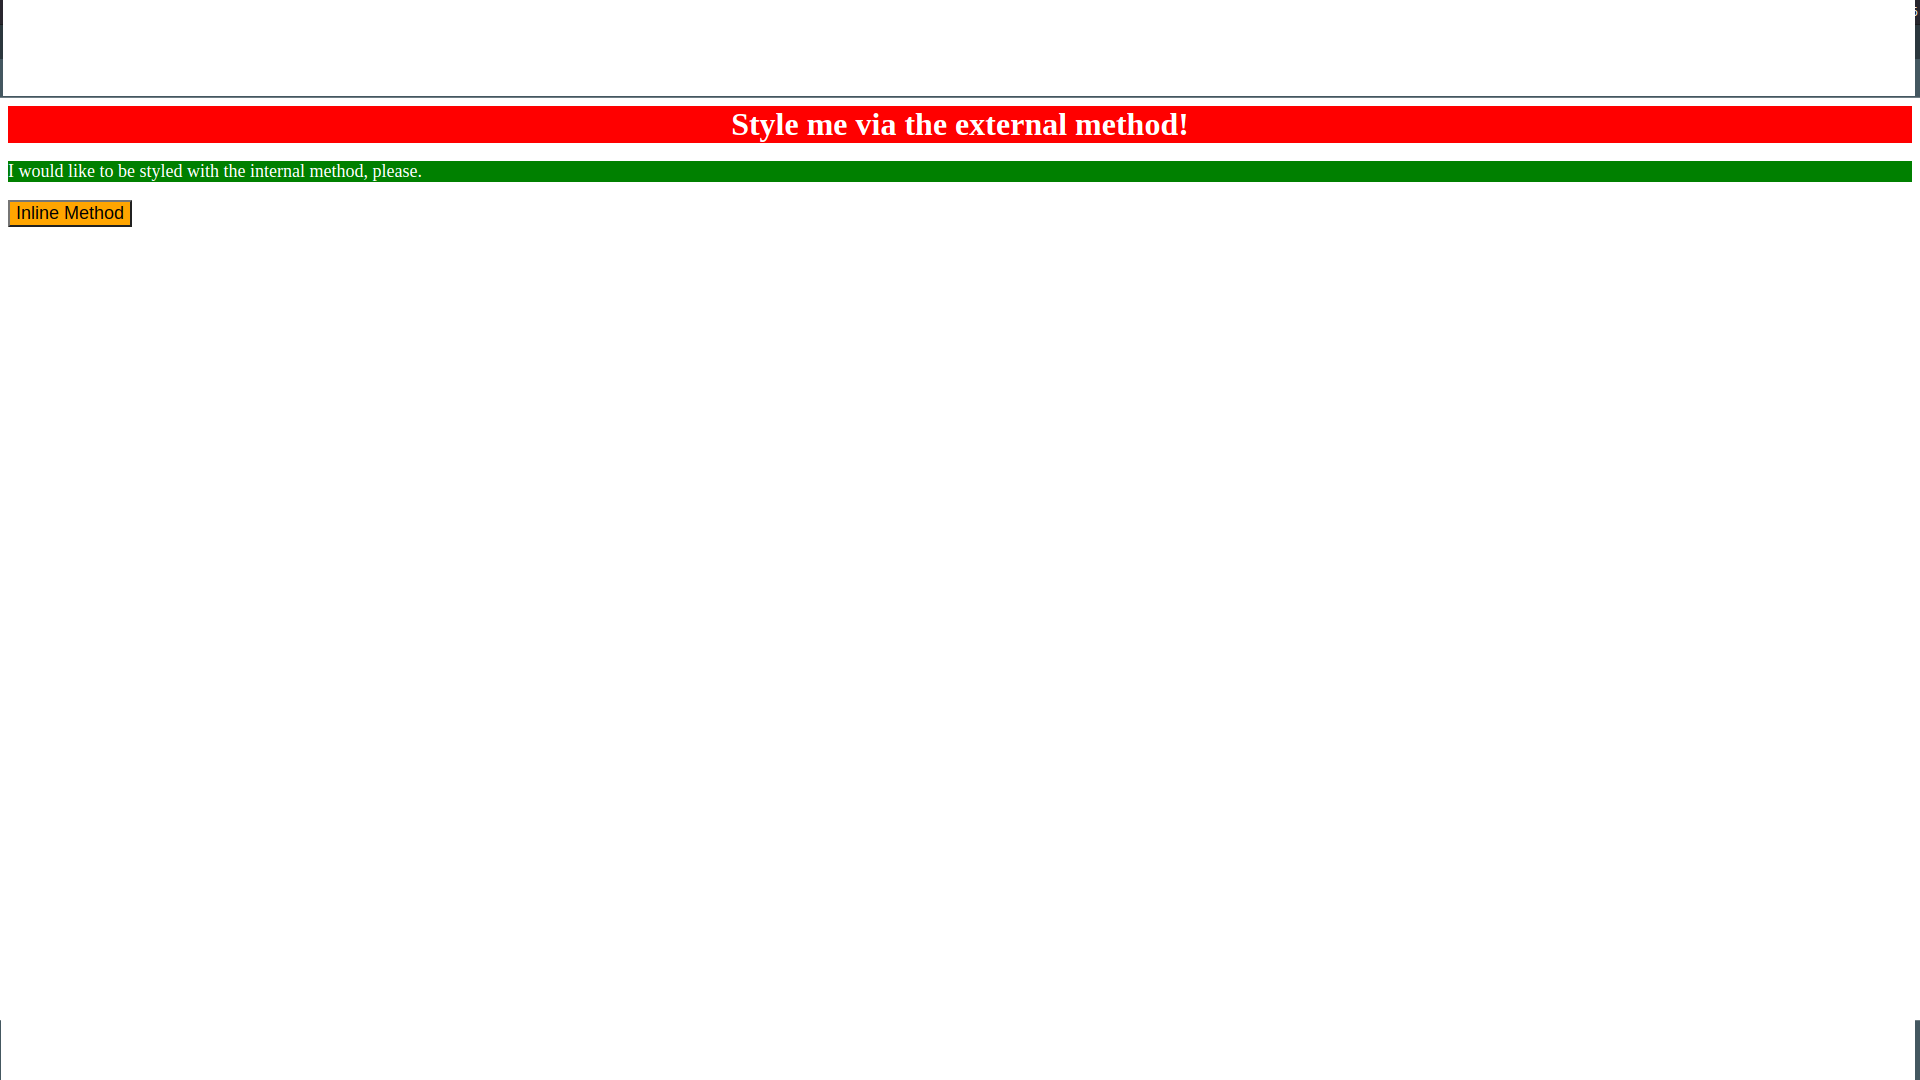 Style me via the external method!
I would like to be styled with the internal method, please.
Inline Method